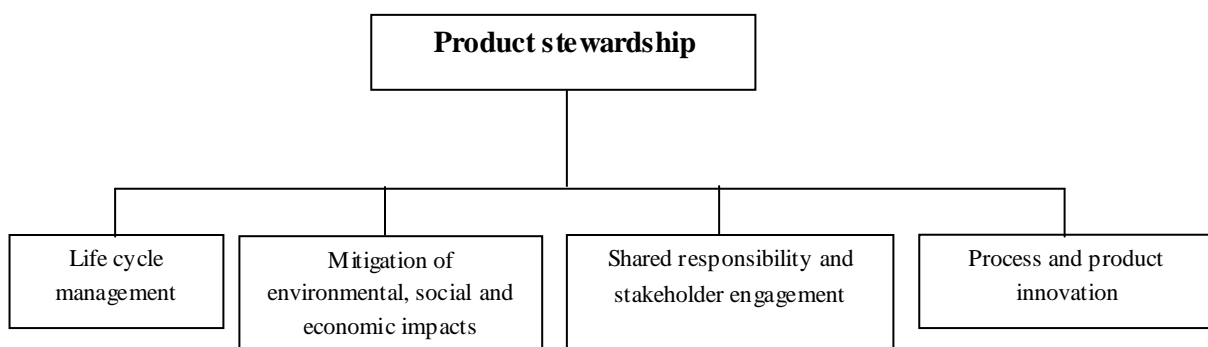 Product stewardship
Life cycle
management
Mitigation of
environmental, social and
economic impacts
Shared responsibility and
stakeholder engagement
Process and product
innovation